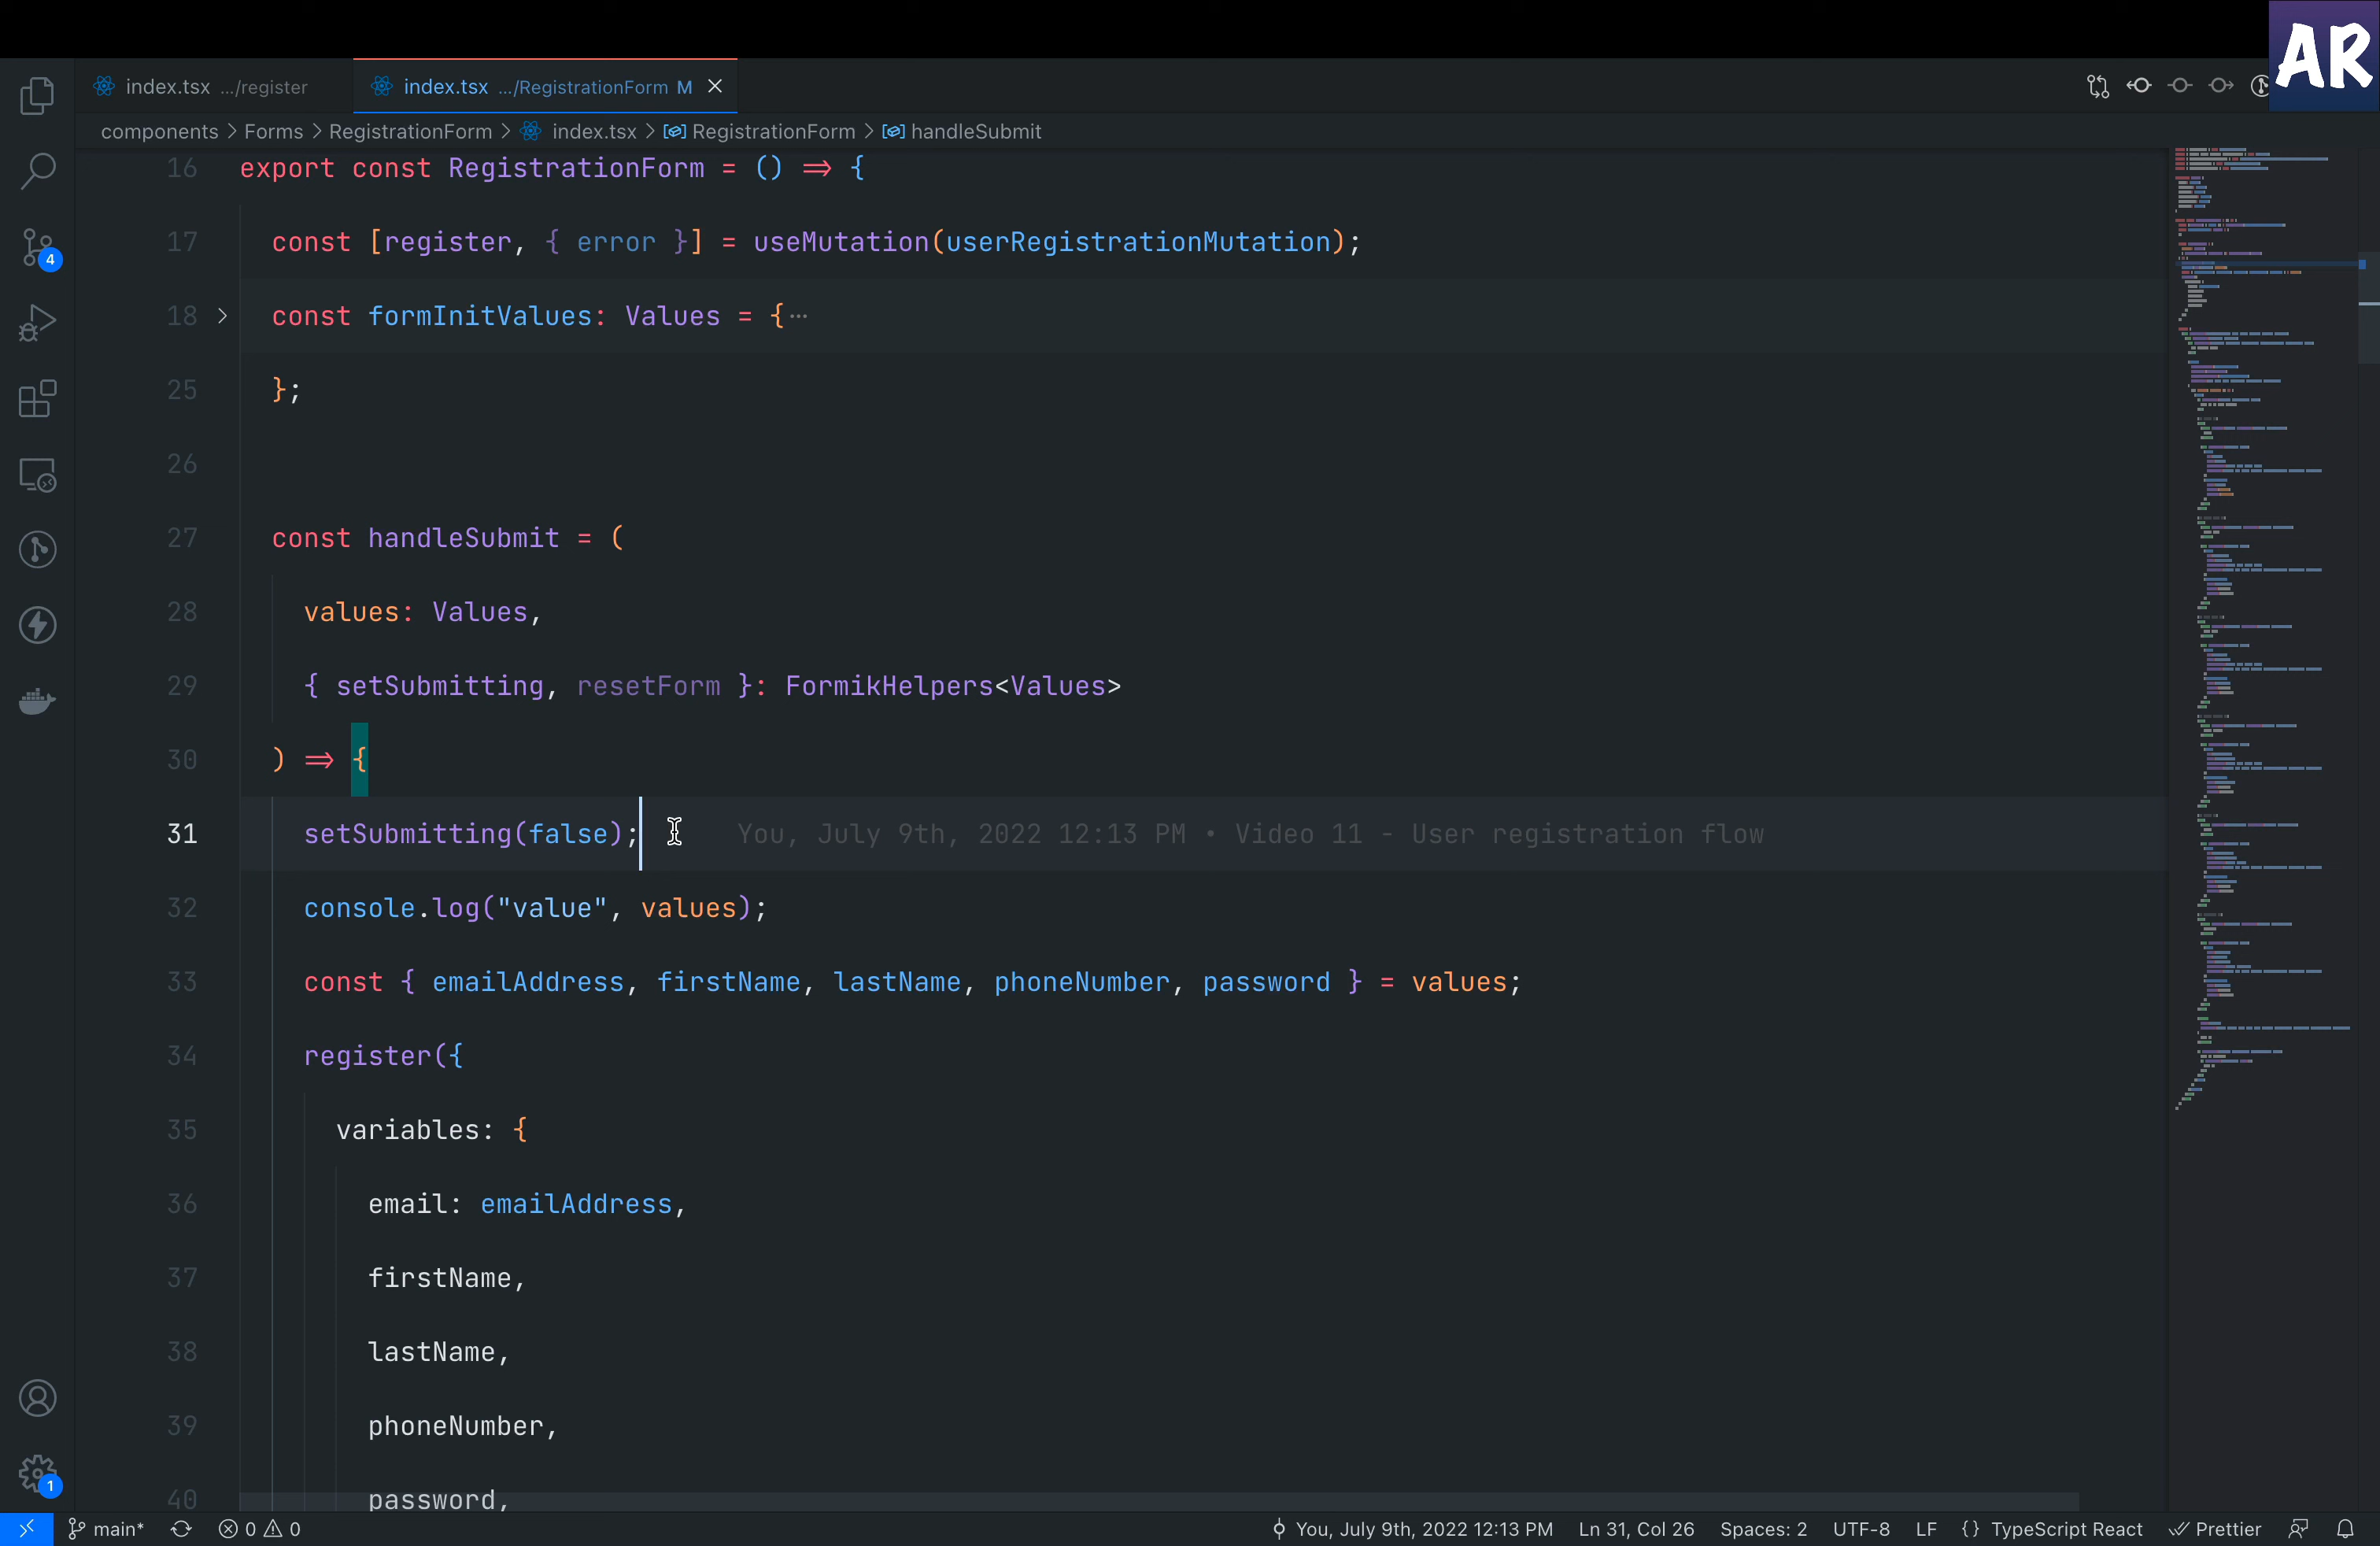 AR
index.tsx .../register
index.tsx .../RegistrationForm M
components > Forms > RegistrationForm > index.tsx > RegistrationForm > handleSubmit
16 export const RegistrationForm = () => {
17 const [register, { error }] = useMutation(userRegistrationMutation);
18 const formInitValues: Values = {…
25 };
26
27 const handleSubmit = (
28 values: Values,
29 { setSubmitting, resetForm }: FormikHelpers<Values>
30 ) => {
31 setSubmitting(false); You, July 9th, 2022 12:13 PM • Video 11 - User registration flow
32 console.log("value", values);
33 const { emailAddress, firstName, lastName, phoneNumber, password } = values;
34 register({
35 variables: {
36 email: emailAddress,
37 firstName,
38 lastName,
39 phoneNumber,
40 password,
4
1
main* 0 0 You, July 9th, 2022 12:13 PM Ln 31, Col 26 Spaces: 2 UTF-8 LF {} TypeScript React Prettier